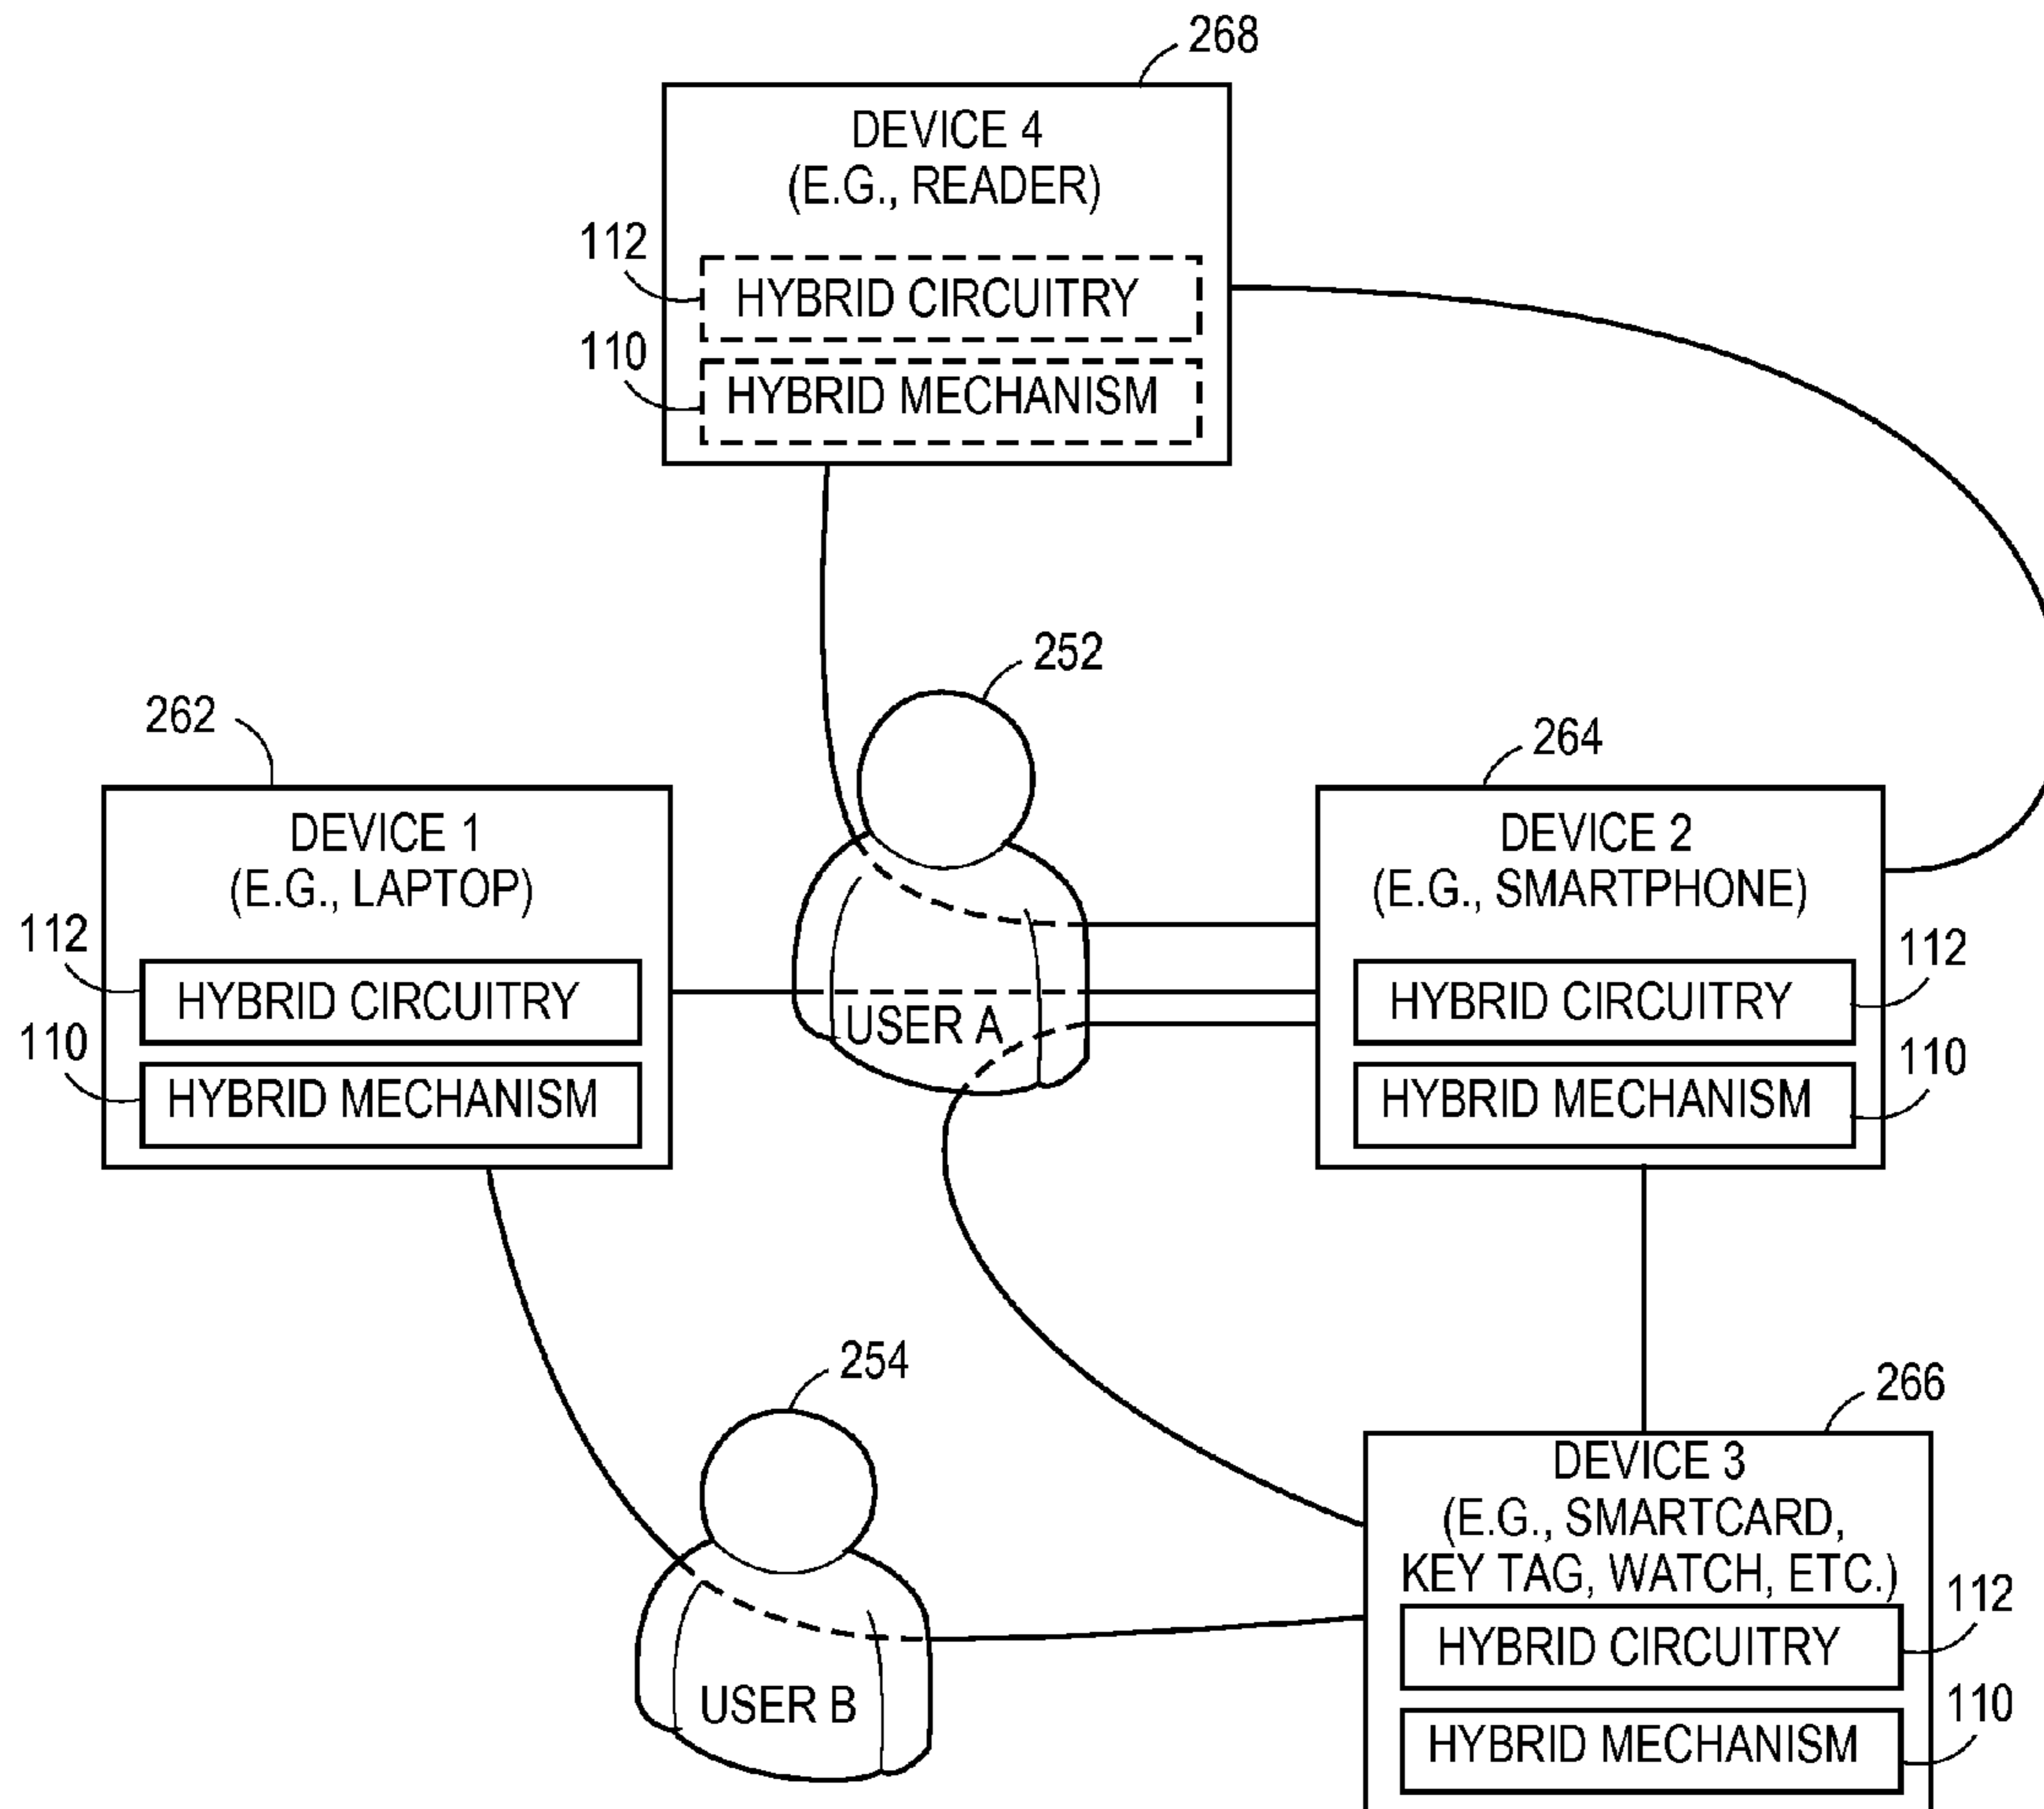 268
DEVICE 4
(E.G., READER)
112
HYBRID CIRCUITRY
110
HYBRID MECHANISM
252
262
264
DEVICE 1
(E.G., LAPTOP)
112
HYBRID CIRCUITRY
110
HYBRID MECHANISM
USER A
DEVICE 2
(E.G., SMARTPHONE)
112
HYBRID CIRCUITRY
110
HYBRID MECHANISM
254
USER B
266
DEVICE 3
(E.G., SMARTCARD,
KEY TAG, WATCH, ETC.)
112
HYBRID CIRCUITRY
110
HYBRID MECHANISM